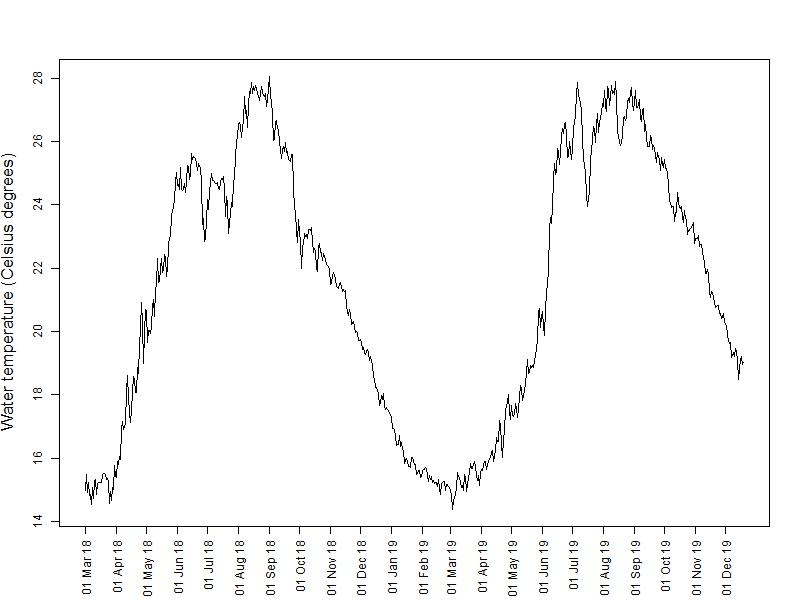 Water temperature (Celsius degrees)
28
26
24
22
20
18
16
14
01 Mar 18
01 Apr 18
01 May 18
01 Jun 18
01 Jul 18
01 Aug 18
01 Sep 18
01 Oct 18
01 Nov 18
01 Dec 18
01 Jan 19
01 Feb 19
01 Mar 19
01 Apr 19
01 May 19
01 Jun 19
01 Jul 19
01 Aug 19
01 Sep 19
01 Oct 19
01 Nov 19
01 Dec 19